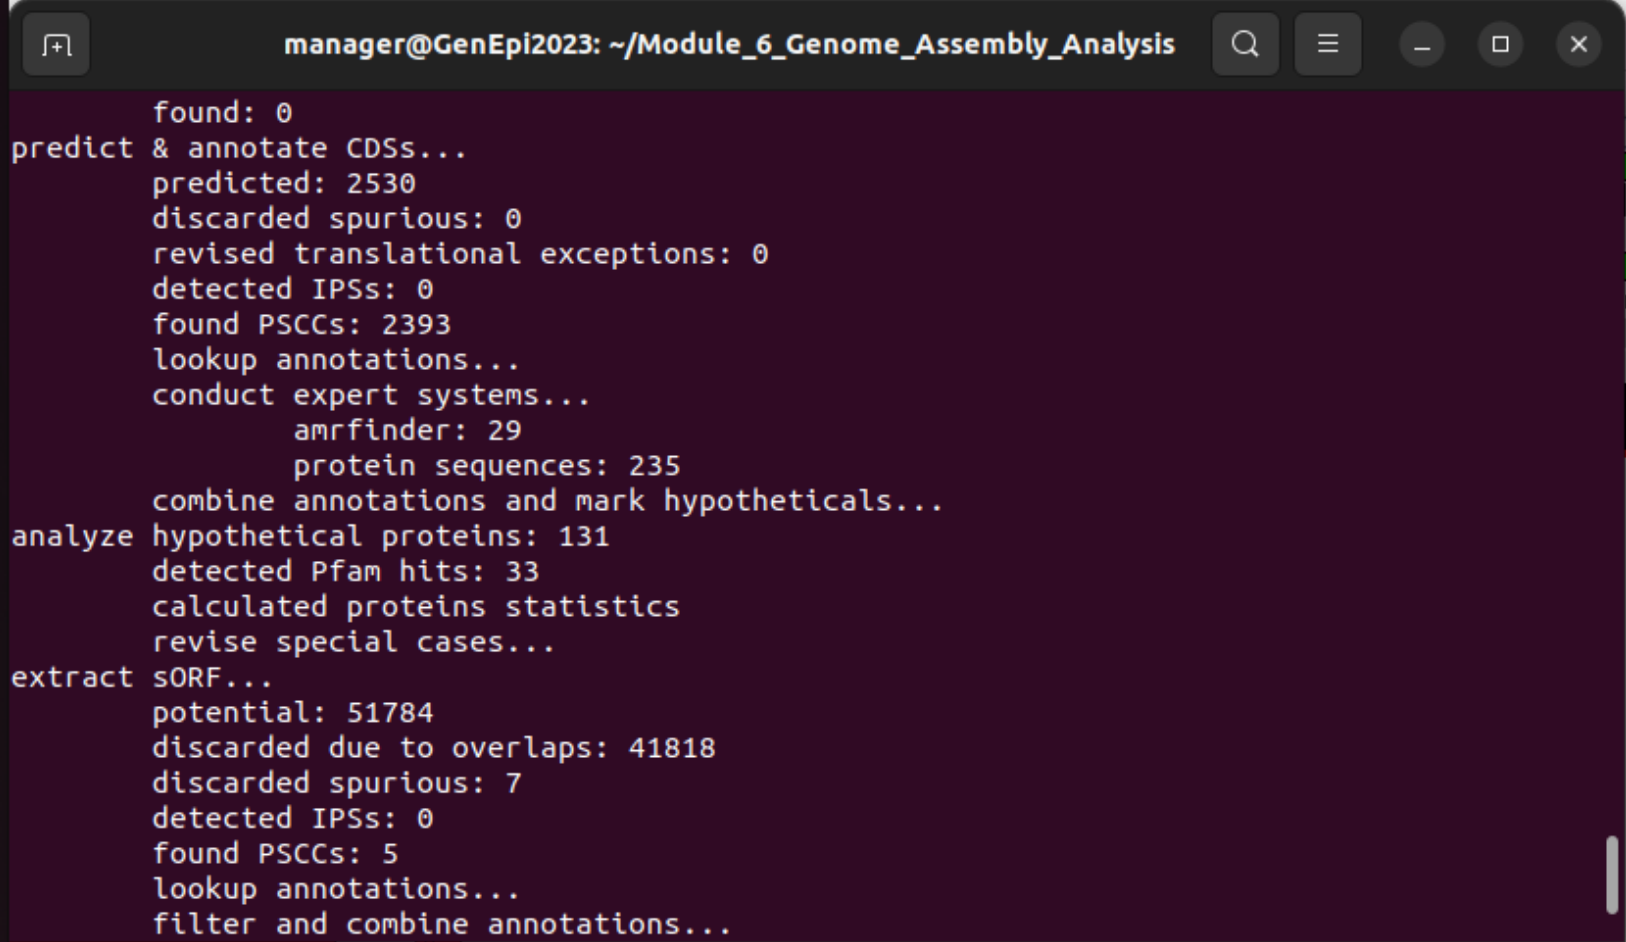 manager@GenEpi2023: ~/Module_6_Genome_Assembly_Analysis
found: 0
predict & annotate CDSs...
predicted: 2530
discarded spurious: 0
revised translational exceptions: 0
detected IPSs: 0
found PSCCs: 2393
lookup annotations...
conduct expert systems...
amrfinder: 29
protein sequences: 235
combine annotations and mark hypotheticals...
analyze hypothetical proteins: 131
detected Pfam hits: 33
calculated proteins statistics
revise special cases...
extract sORF...
potential: 51784
discarded due to overlaps: 41818
discarded spurious: 7
detected IPSs: 0
found PSCCs: 5
lookup annotations...
filter and combine annotations...